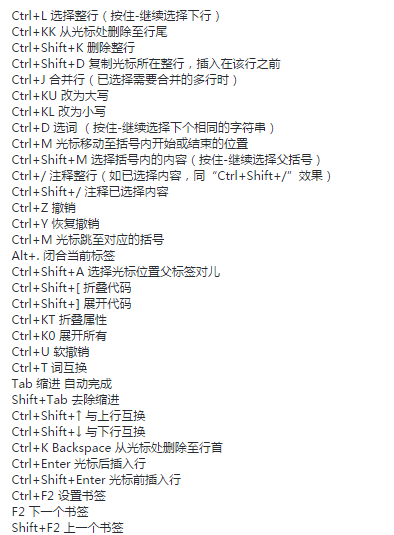 Ctrl+L 选择整行（按住-继续选择下行）
Ctrl+KK 从光标处删除至行尾
Ctrl+Shift+K 删除整行
Ctrl+Shift+D 复制光标所在整行，插入在该行之前
Ctrl+J 合并行（已选择需要合并的多行时）
Ctrl+KU 改为大写
Ctrl+KL 改为小写
Ctrl+D 选词 （按住-继续选择下个相同的字符串）
Ctrl+M 光标移动至括号内开始或结束的位置
Ctrl+Shift+M 选择括号内的内容（按住-继续选择父括号）
Ctrl+/ 注释整行（如已选择内容，同“Ctrl+Shift+/”效果）
Ctrl+Shift+/ 注释已选择内容
Ctrl+Z 撤销
Ctrl+Y 恢复撤销
Ctrl+M 光标跳至对应的括号
Alt+. 闭合当前标签
Ctrl+Shift+A 选择光标位置父标签对儿
Ctrl+Shift+[ 折叠代码
Ctrl+Shift+] 展开代码
Ctrl+KT 折叠属性
Ctrl+K0 展开所有
Ctrl+U 软撤销
Ctrl+T 词互换
Tab 缩进 自动完成
Shift+Tab 去除缩进
Ctrl+Shift+↑ 与上行互换
Ctrl+Shift+↓ 与下行互换
Ctrl+K Backspace 从光标处删除至行首
Ctrl+Enter 光标后插入行
Ctrl+Shift+Enter 光标前插入行
Ctrl+F2 设置书签
F2 下一个书签
Shift+F2 上一个书签